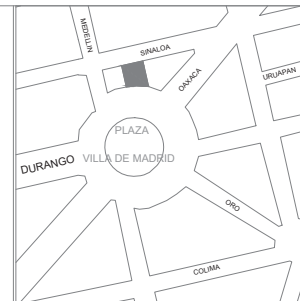 MEDELLIN
SINALOA
OAXACA
URUAPAN
PLAZA
VILLA DE MADRID
DURANGO
ORO
COLIMA